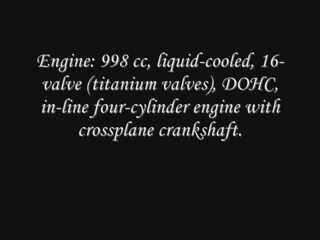 Engine: 998 cc, liquid-cooled, 16-
valve (titanium valves), DOHC,
in-line four-cylinder engine with
crossplane crankshaft.